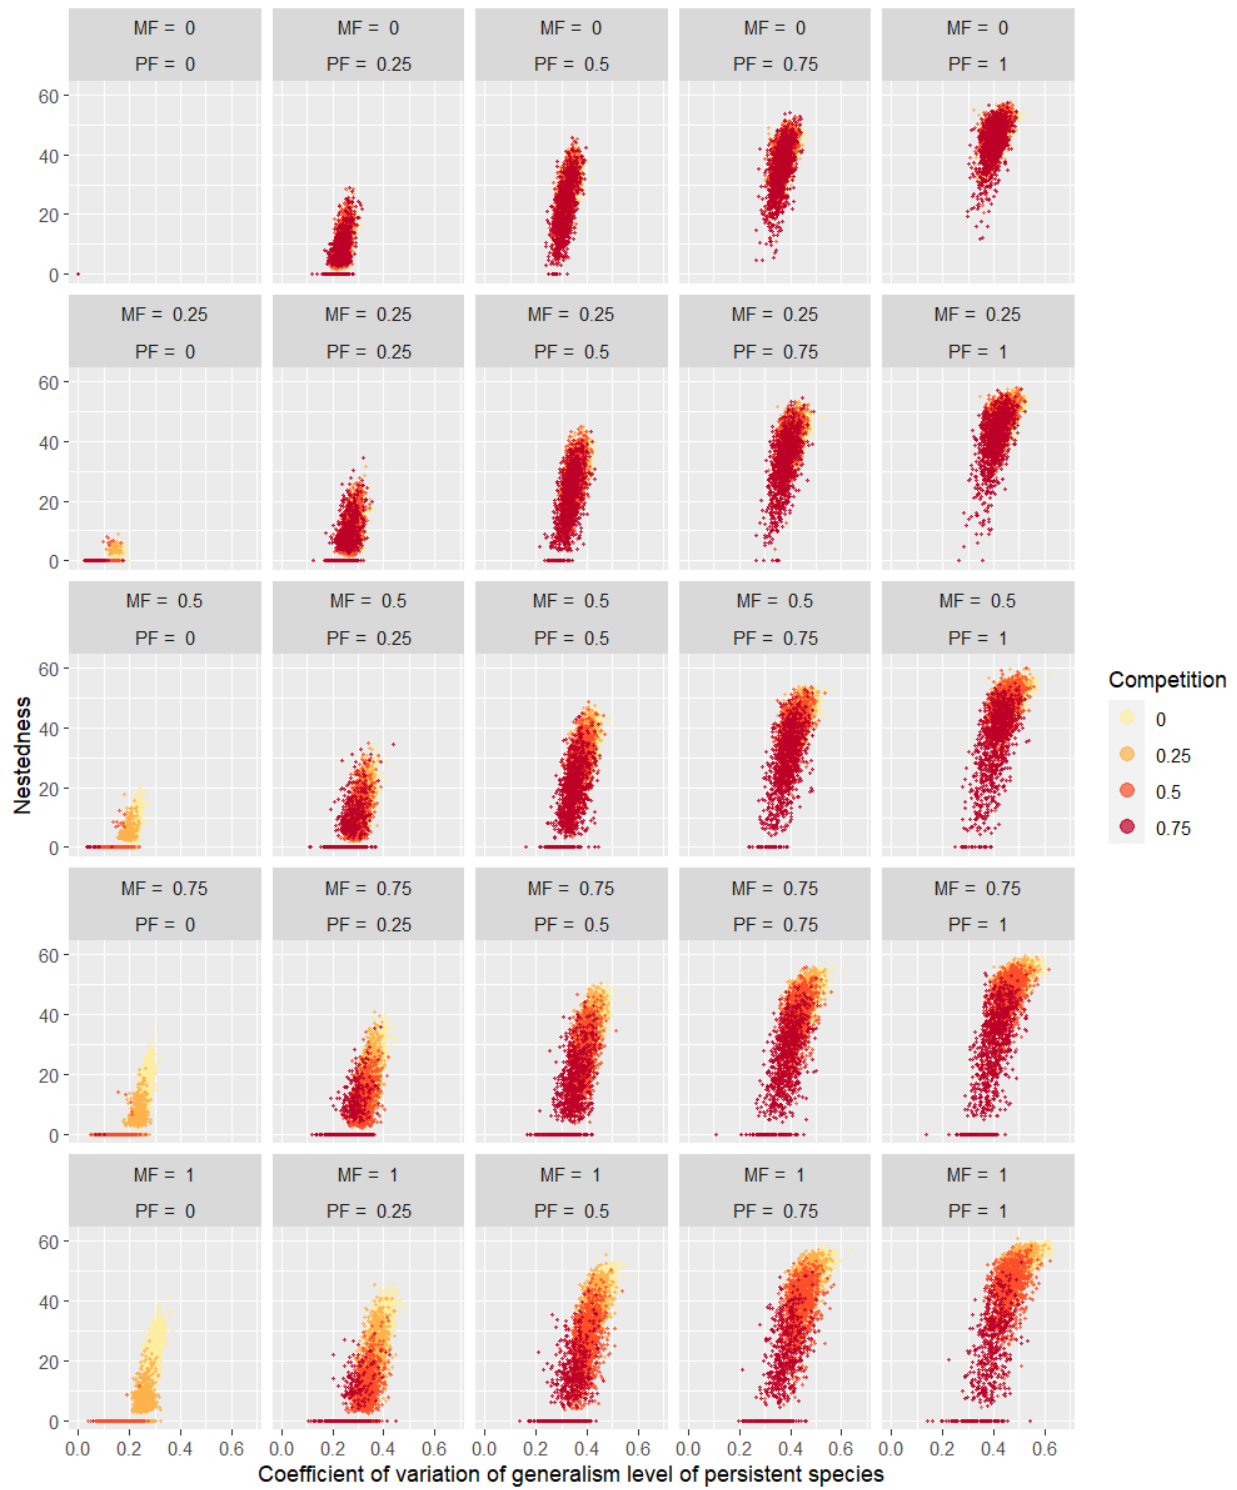 MF = 0 MF = 0 MF = 0 MF = 0 MF = 0
PF = 0 PF = 0.25 PF = 0.5 PF = 0.75 PF = 1
60
40
20
0
MF = 0.25 MF = 0.25 MF = 0.25 MF = 0.25 MF = 0.25
PF = 0 PF = 0.25 PF = 0.5 PF = 0.75 PF = 1
60
40
20
0
MF = 0.5 MF = 0.5 MF = 0.5 MF = 0.5 MF = 0.5
PF = 0 PF = 0.25 PF = 0.5 PF = 0.75 PF = 1
60
40
20
0
MF = 0.75 MF = 0.75 MF = 0.75 MF = 0.75 MF = 0.75
PF = 0 PF = 0.25 PF = 0.5 PF = 0.75 PF = 1
60
40
20
0
MF = 1 MF = 1 MF = 1 MF = 1 MF = 1
PF = 0 PF = 0.25 PF = 0.5 PF = 0.75 PF = 1
60
40
20
0
0.0 0.2 0.4 0.6 0.0 0.2 0.4 0.6 0.0 0.2 0.4 0.6 0.0 0.2 0.4 0.6 0.0 0.2 0.4 0.6
Coefficient of variation of generalism level of persistent species
Nestedness
Competition
0
0.25
0.5
0.75